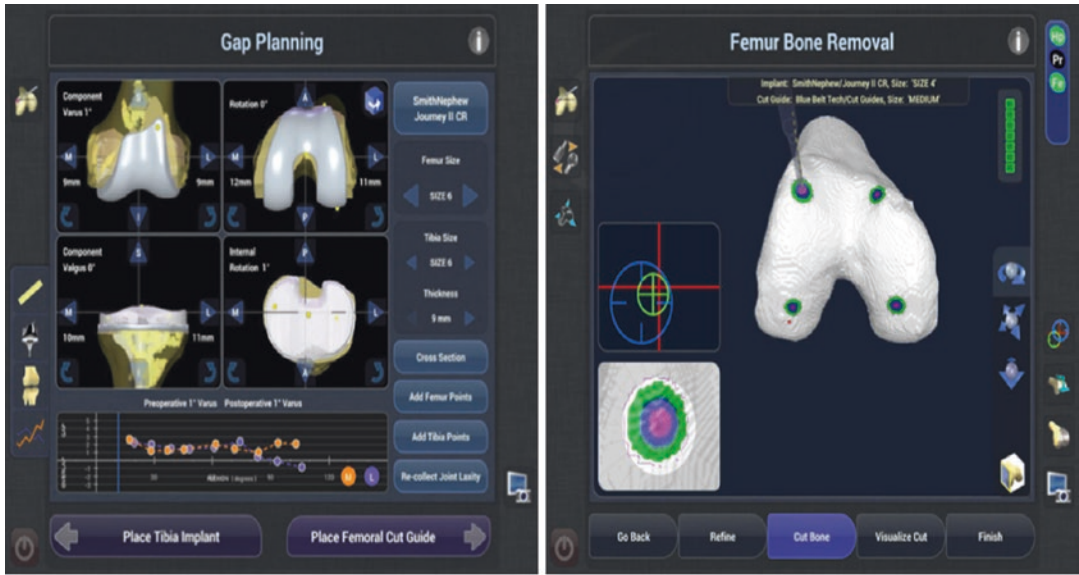 Gap Planning
i
Component
Varus 1°
S
M
L
9mm
9mm
I
Rotation 0°
A
M
L
12mm
11mm
P
SmithNephew
Journey II CR
Femur Size
SIZE 6
Tibia Size
SIZE 6
Thickness
9 mm
Component
Valgus 0°
S
M
L
10mm
11mm
Internal
Rotation 1°
P
M
L
A
Cross Section
Add Femur Points
Add Tibia Points
Re-collect Joint Laxity
Preoperative 1° Varus Postoperative 1° Varus
30
(degrees)
90
120
M
L
Place Tibia Implant
Place Femoral Cut Guide
Femur Bone Removal
i
Implant: SmithNephew/Journey II CR, Size: 'SIZE 4'
Cut Guide: Blue Belt Tech/Cut Guides, Size: 'MEDIUM'
Hp
Pr
Fe
Go Back
Refine
Cut Bone
Visualize Cut
Finish